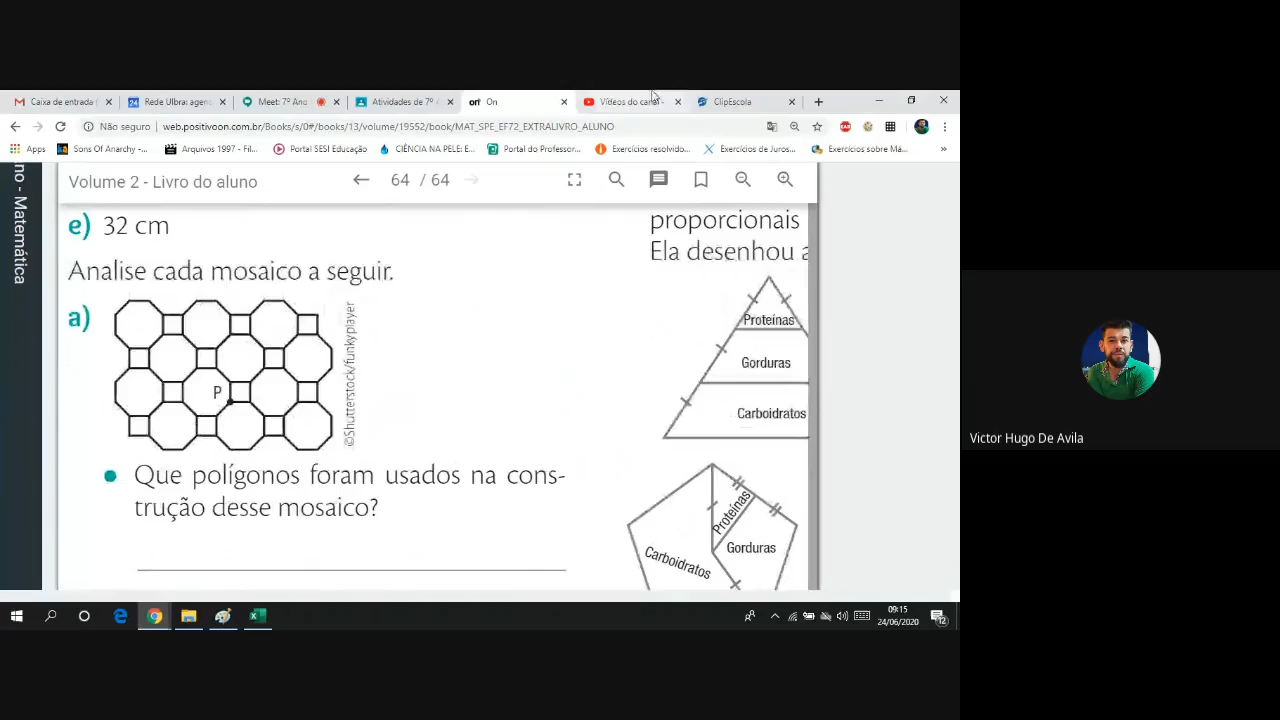 Caixa de entrada
Rede Ulbra: agen
Meet: 7º Ano
Atividades de 7º A
On
Vídeos do canal -
ClipEscola
Não seguro
web.positivoon.com.br/Books/s/0#/books/13/volume/19552/book/MAT_SPE_EF72_EXTRALIVRO_ALUNO
Apps
Sons Of Anarchy -...
Arquivos 1997 - Fil...
Portal SESI Educação
CIÊNCIA NA PELE: E...
Portal do Professor...
Exercícios resolvido...
Exercícios de Juros...
Exercícios sobre Ma...
»
no - Matemática
Volume 2 - Livro do aluno
64 / 64
e) 32 cm
Analise cada mosaico a seguir.
a)
P
©Shutterstock/funkyplayer
Que polígonos foram usados na cons-
trução desse mosaico?
proporcionais
Ela desenhou a
Proteínas
Gorduras
Carboidratos
Proteínas
Gorduras
Carboidratos
09:15
24/06/2020
12
Victor Hugo De Avila